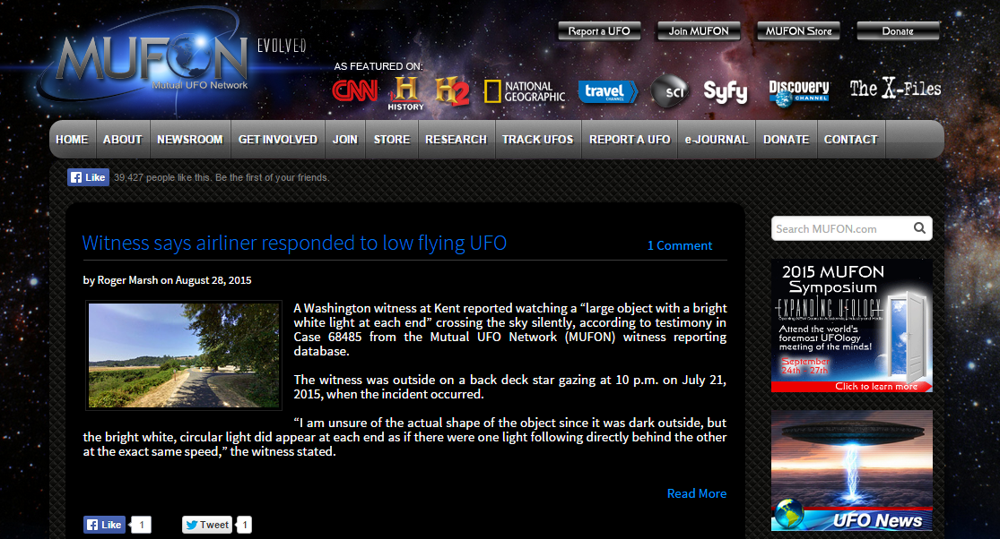 MUFON
EVOLVED
Mutual UFO Network
Report a UFO
Join MUFON
MUFON Store
Donate
AS FEATURED ON:
CNN
H
HISTORY
H2
NATIONAL
GEOGRAPHIC
travel
CHANNEL
sci
Syfy
Discovery
CHANNEL
The X-Files
HOME ABOUT NEWSROOM GET INVOLVED JOIN STORE RESEARCH TRACK UFOS REPORT A UFO e-JOURNAL DONATE CONTACT
Like 39,427 people like this. Be the first of your friends.
Witness says airliner responded to low flying UFO
1 Comment
by Roger Marsh on August 28, 2015
A Washington witness at Kent reported watching a “large object with a bright
white light at each end” crossing the sky silently, according to testimony in
Case 68485 from the Mutual UFO Network (MUFON) witness reporting
database.
The witness was outside on a back deck star gazing at 10 p.m. on July 21,
2015, when the incident occurred.
“I am unsure of the actual shape of the object since it was dark outside, but
the bright white, circular light did appear at each end as if there were one light following directly behind the other
at the exact same speed,” the witness stated.
Read More
Like 1
Tweet 1
Search MUFON.com
2015 MUFON
Symposium
EXPANDING UFOLOGY
Attend the world's
foremost UFOlogy
meeting of the minds!
September
24th - 27th
Click to learn more
UFO News